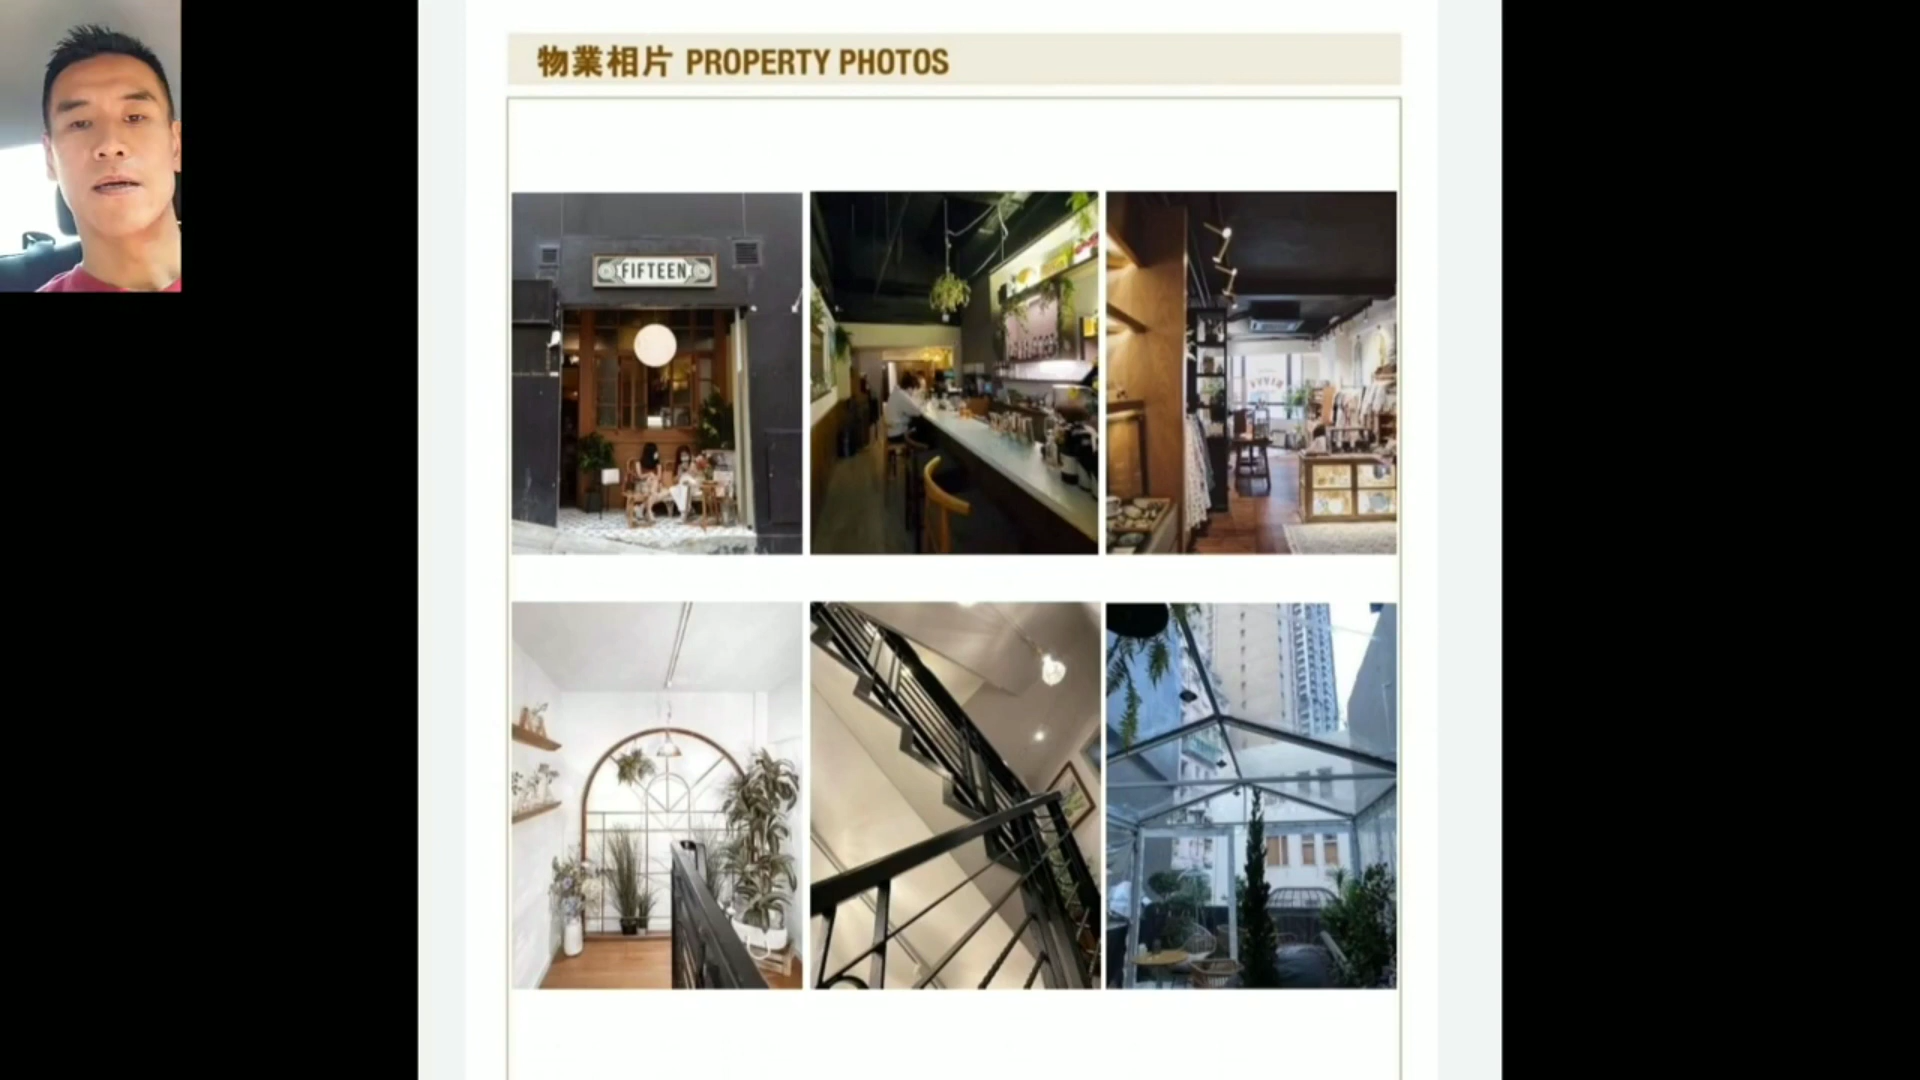 物業相片 PROPERTY PHOTOS
FIFTEEN